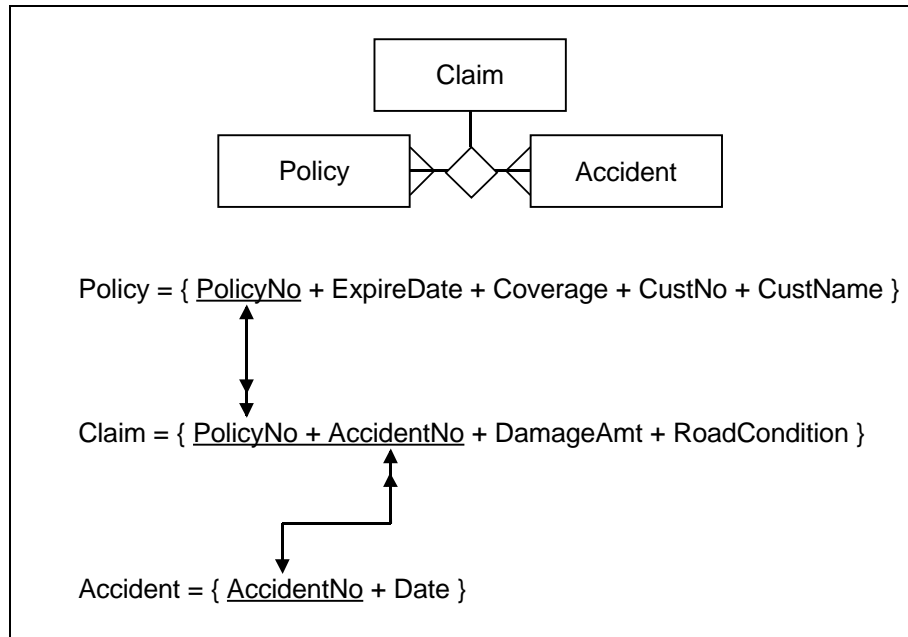 Claim
Policy
Accident
Policy = { PolicyNo + ExpireDate + Coverage + CustNo + CustName }
Claim = { PolicyNo + AccidentNo + DamageAmt + RoadCondition }
Accident = { AccidentNo + Date }